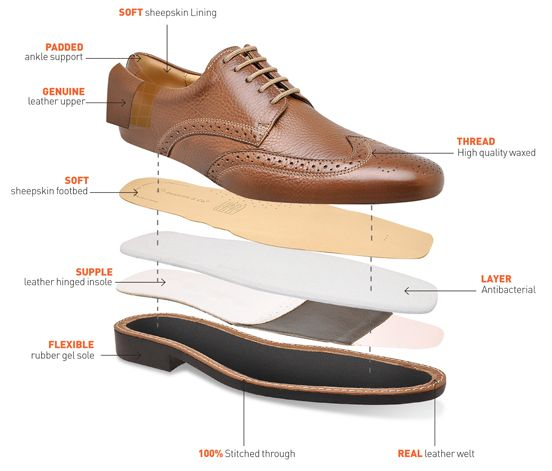 SOFT sheepskin Lining
PADDED
ankle support
GENUINE
leather upper
THREAD
High quality waxed
SOFT
sheepskin footbed
SUPPLE
leather hinged insole
LAYER
Antibacterial
FLEXIBLE
rubber gel sole
100% Stitched through
REAL leather welt